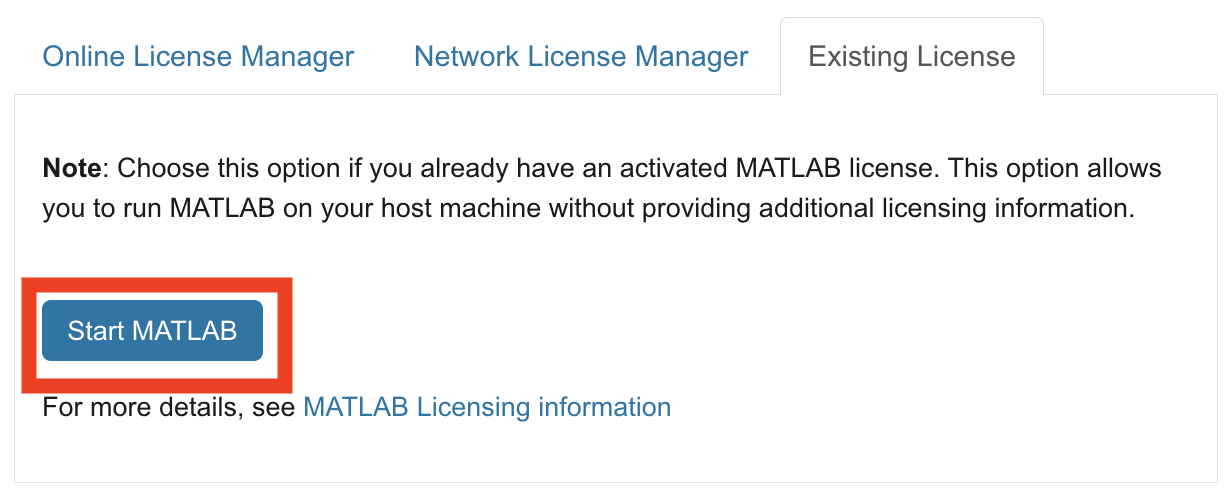 Online License Manager
Network License Manager
Existing License
Note: Choose this option if you already have an activated MATLAB license. This option allows
you to run MATLAB on your host machine without providing additional licensing information.
Start MATLAB
For more details, see MATLAB Licensing information